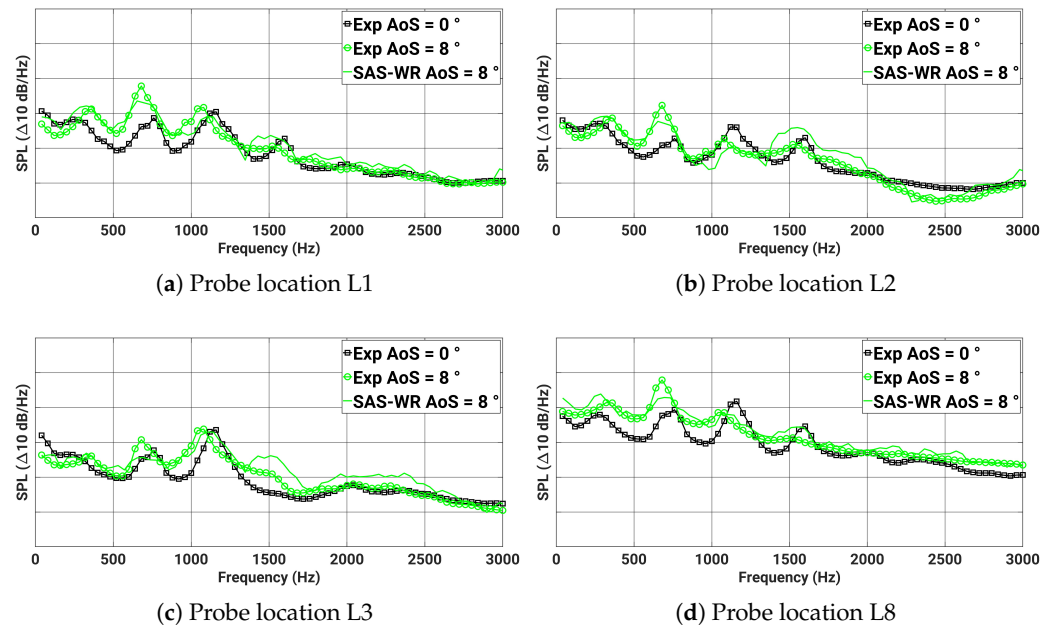 Exp AoS = 0 °
Exp AoS = 8 °
SAS-WR AoS = 8 °
SPL (△10 dB/Hz)
0 500 1000 1500 2000 2500 3000
Frequency (Hz)
(a) Probe location L1
Exp AoS = 0 °
Exp AoS = 8 °
SAS-WR AoS = 8 °
SPL (△10 dB/Hz)
0 500 1000 1500 2000 2500 3000
Frequency (Hz)
(b) Probe location L2
Exp AoS = 0 °
Exp AoS = 8 °
SAS-WR AoS = 8 °
SPL (△10 dB/Hz)
0 500 1000 1500 2000 2500 3000
Frequency (Hz)
(c) Probe location L3
Exp AoS = 0 °
Exp AoS = 8 °
SAS-WR AoS = 8 °
SPL (△10 dB/Hz)
0 500 1000 1500 2000 2500 3000
Frequency (Hz)
(d) Probe location L8